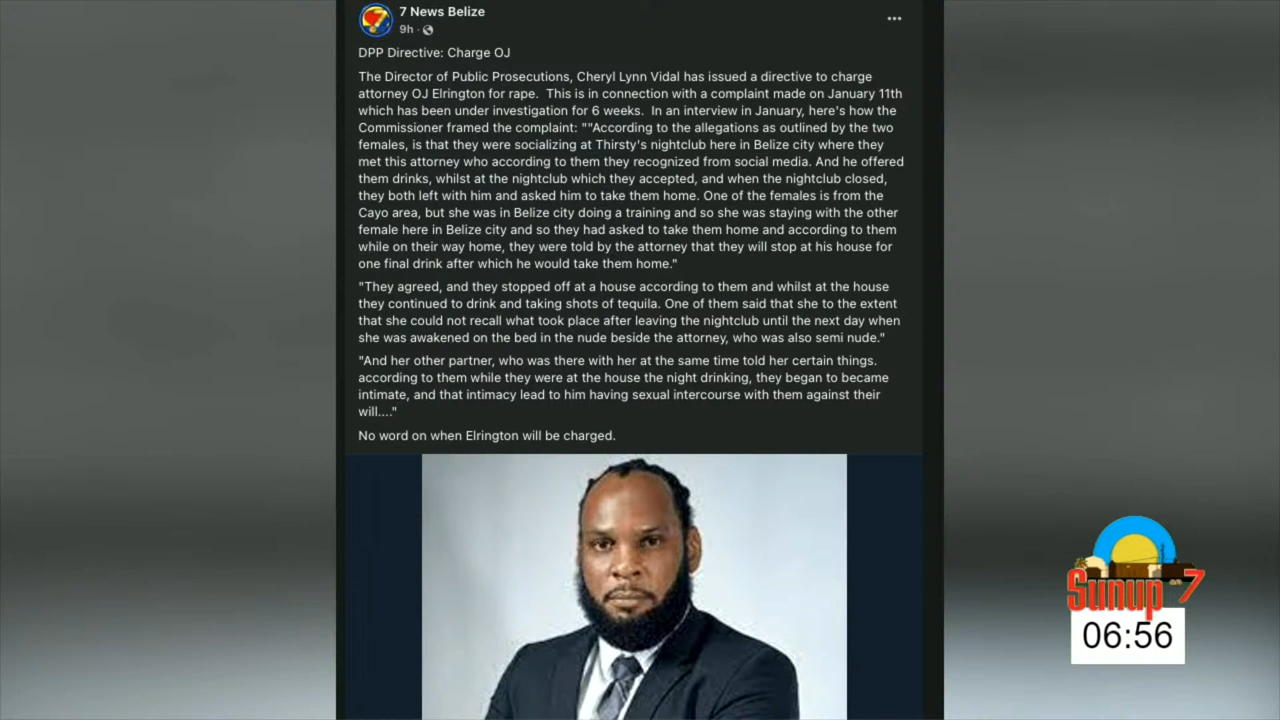 7 News Belize
9h ·
DPP Directive: Charge OJ
The Director of Public Prosecutions, Cheryl Lynn Vidal has issued a directive to charge
attorney OJ Elrington for rape.  This is in connection with a complaint made on January 11th
which has been under investigation for 6 weeks.  In an interview in January, here's how the
Commissioner framed the complaint: ""According to the allegations as outlined by the two
females, is that they were socializing at Thirsty's nightclub here in Belize city where they
met this attorney who according to them they recognized from social media. And he offered
them drinks, whilst at the nightclub which they accepted, and when the nightclub closed,
they both left with him and asked him to take them home. One of the females is from the
Cayo area, but she was in Belize city doing a training and so she was staying with the other
female here in Belize city and so they had asked to take them home and according to them
while on their way home, they were told by the attorney that they will stop at his house for
one final drink after which he would take them home."
"They agreed, and they stopped off at a house according to them and whilst at the house
they continued to drink and taking shots of tequila. One of them said that she to the extent
that she could not recall what took place after leaving the nightclub until the next day when
she was awakened on the bed in the nude beside the attorney, who was also semi nude."
"And her other partner, who was there with her at the same time told her certain things.
according to them while they were at the house the night drinking, they began to became
intimate, and that intimacy lead to him having sexual intercourse with them against their
will...."
No word on when Elrington will be charged.
Sunup 7
06:56